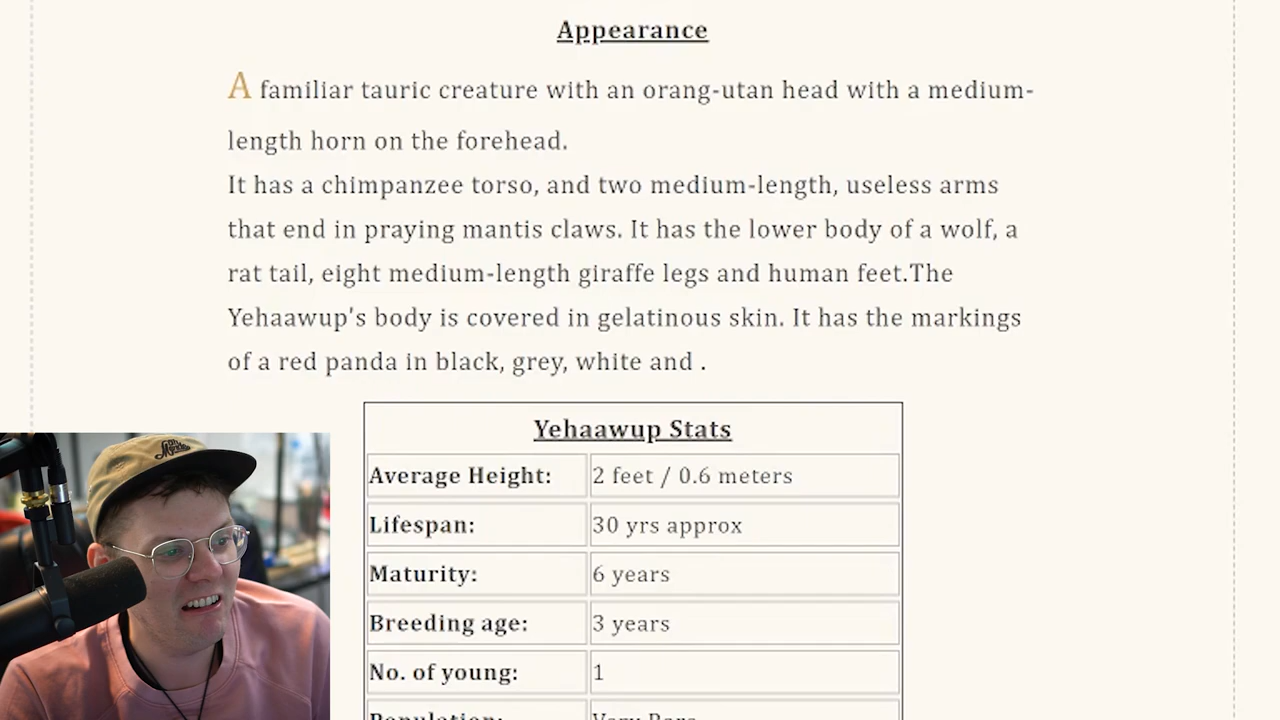 Appearance
A familiar tauric creature with an orang-utan head with a medium-
length horn on the forehead.
It has a chimpanzee torso, and two medium-length, useless arms
that end in praying mantis claws. It has the lower body of a wolf, a
rat tail, eight medium-length giraffe legs and human feet.The
Yehaawup's body is covered in gelatinous skin. It has the markings
of a red panda in black, grey, white and .
Yehaawup Stats
Average Height: 2 feet / 0.6 meters
Lifespan: 30 yrs approx
Maturity: 6 years
Breeding age: 3 years
No. of young: 1
Population: Very Rare